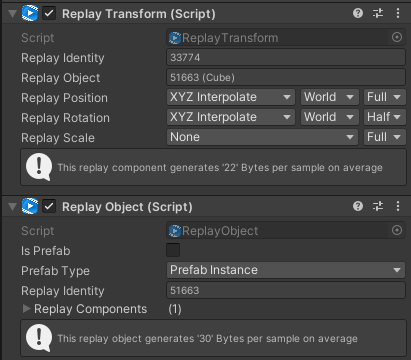 Replay Transform (Script)
Script ReplayTransform
Replay Identity 33774
Replay Object 51663 (Cube)
Replay Position XYZ Interpolate World Full
Replay Rotation XYZ Interpolate World Half
Replay Scale None Full
This replay component generates '22' Bytes per sample on average
Replay Object (Script)
Script ReplayObject
Is Prefab
Prefab Type Prefab Instance
Replay Identity 51663
Replay Components (1)
This replay object generates '30' Bytes per sample on average